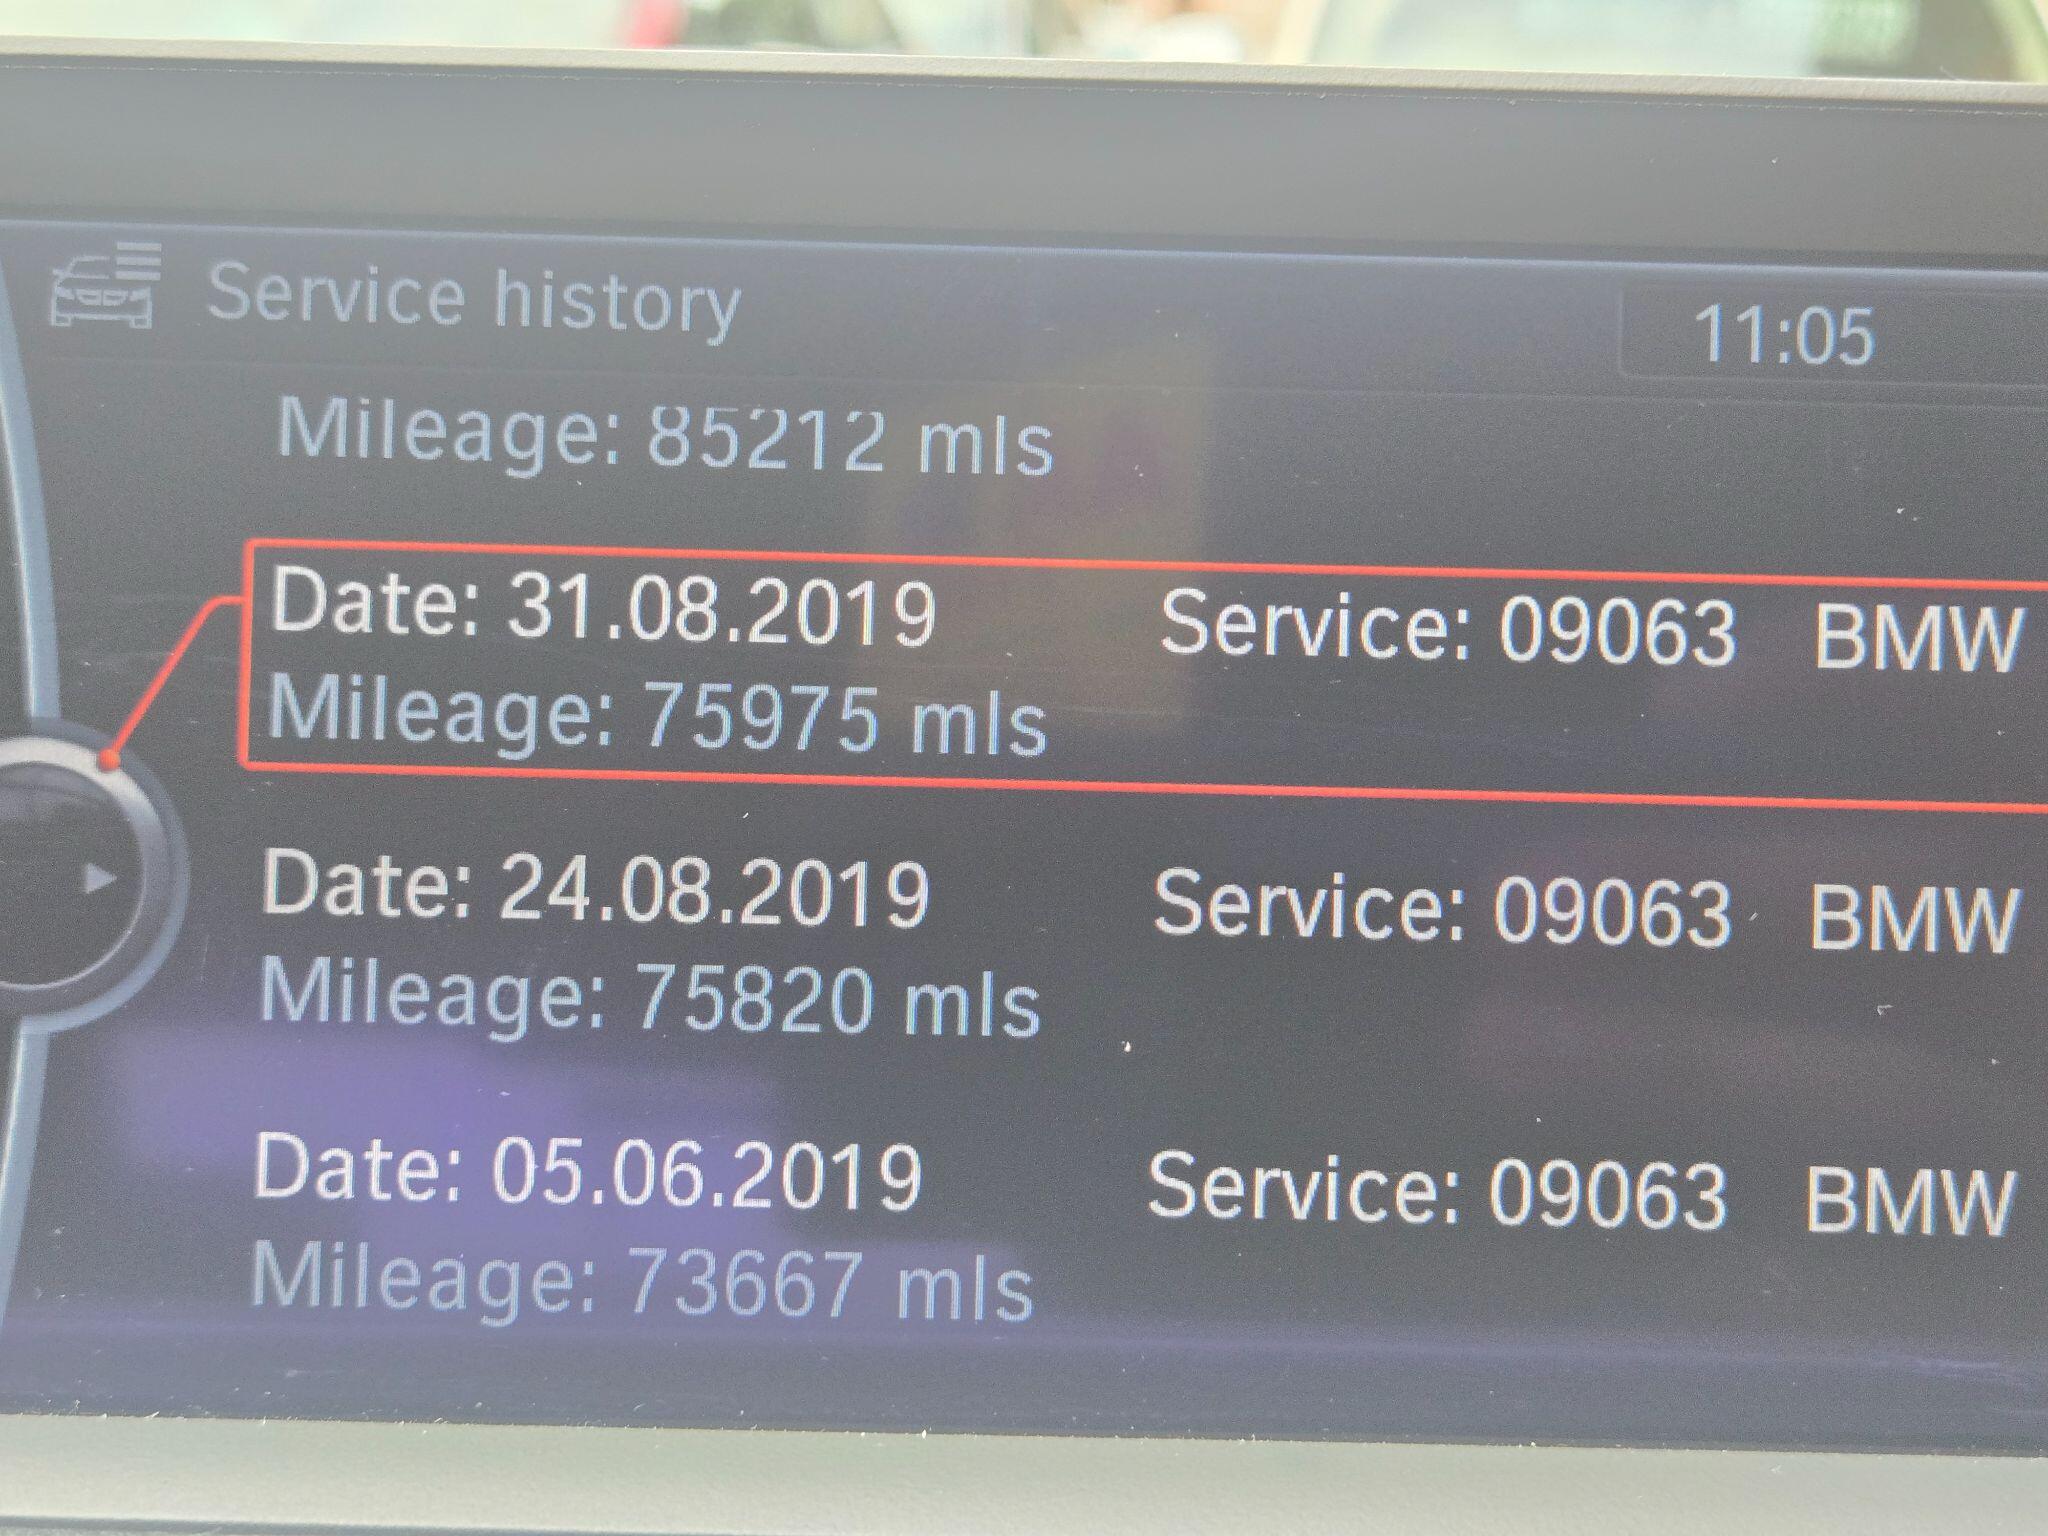 Service history
11:05
Mileage: 85212 mls
Date: 31.08.2019 Service: 09063 BMW
Mileage: 75975 mls
Date: 24.08.2019 Service: 09063 BMW
Mileage: 75820 mls
Date: 05.06.2019 Service: 09063 BMW
Mileage: 73667 mls